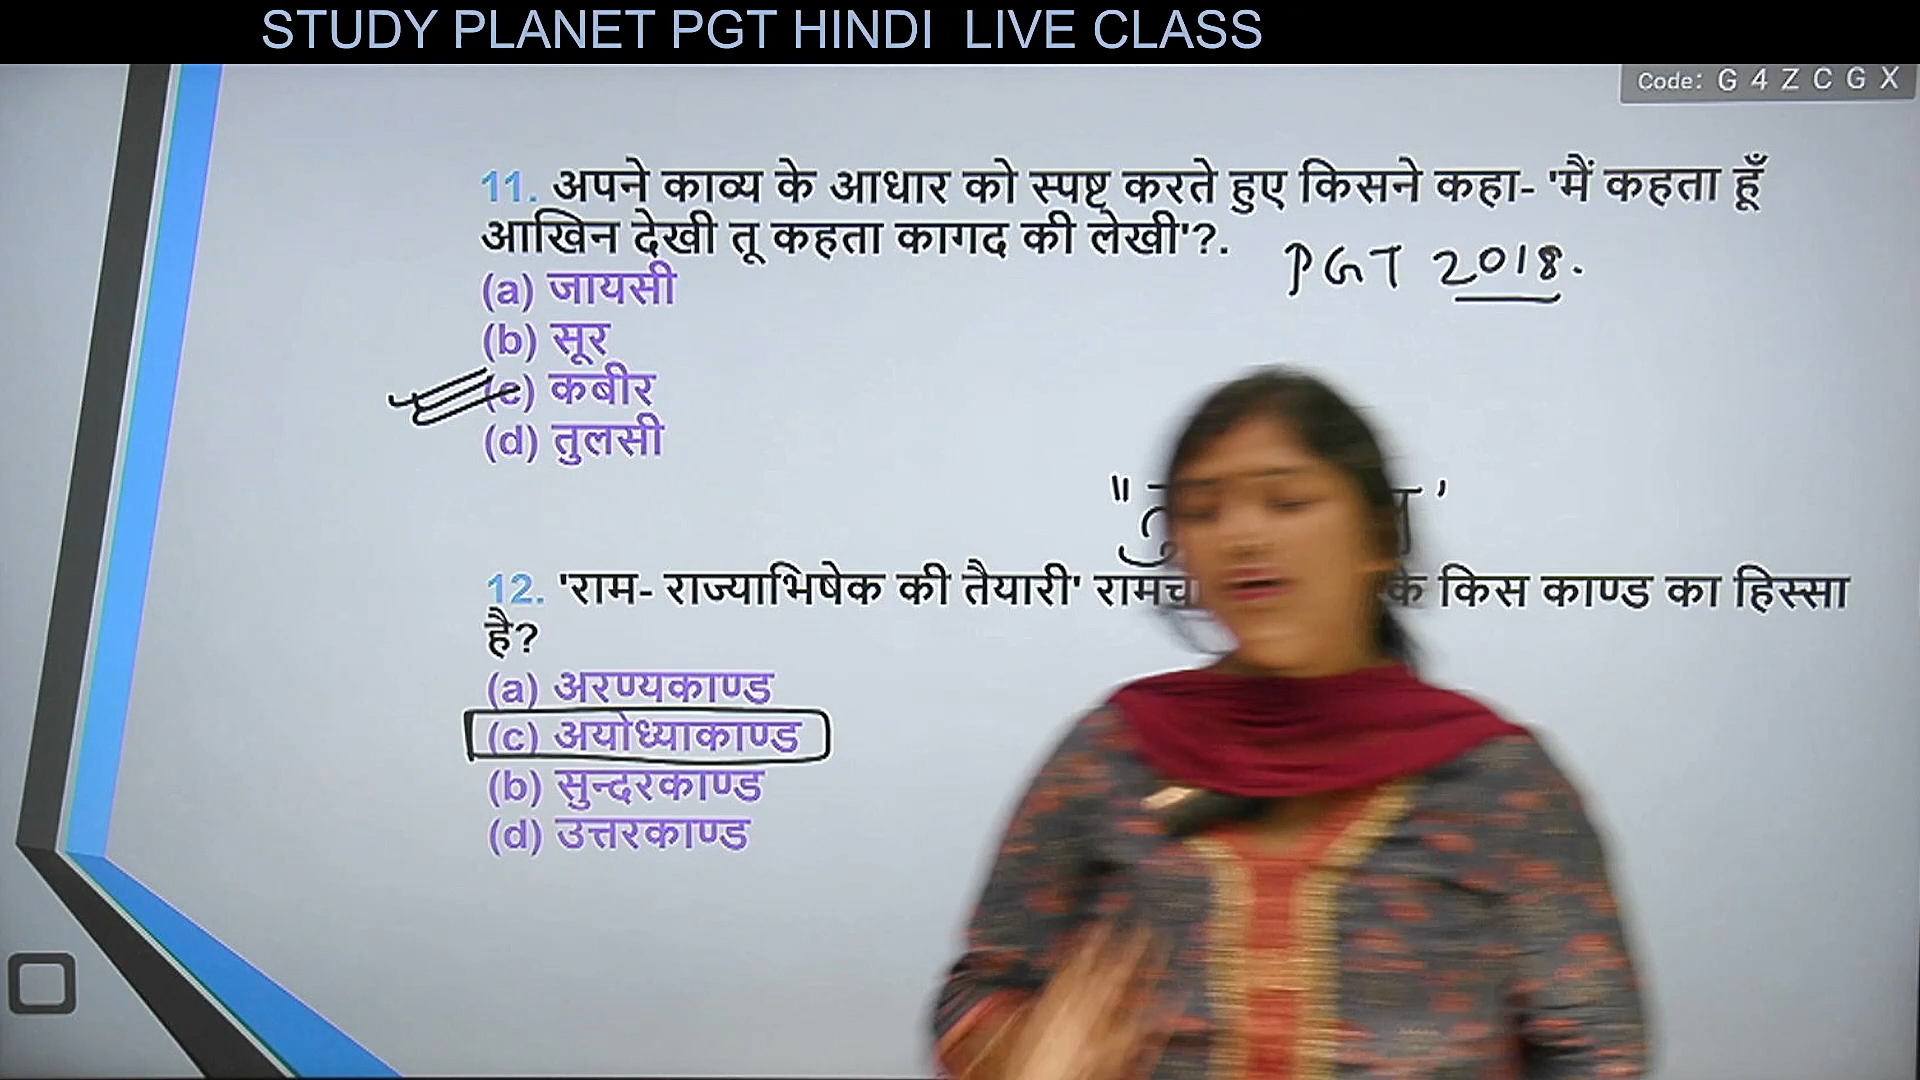 STUDY PLANET PGT HINDI LIVE CLASS
Code: G 4 Z C G X
11. अपने काव्य के आधार को स्पष्ट करते हुए किसने कहा- 'मैं कहता हूँ
आखिन देखी तू कहता कागद की लेखी'?.
PGT 2018.
(a) जायसी
(b) सूर
(c) कबीर
(d) तुलसी
12. 'राम- राज्याभिषेक की तैयारी' के किस काण्ड का हिस्सा
है?
(a) अरण्यकाण्ड
(c) अयोध्याकाण्ड
(b) सुन्दरकाण्ड
(d) उत्तरकाण्ड